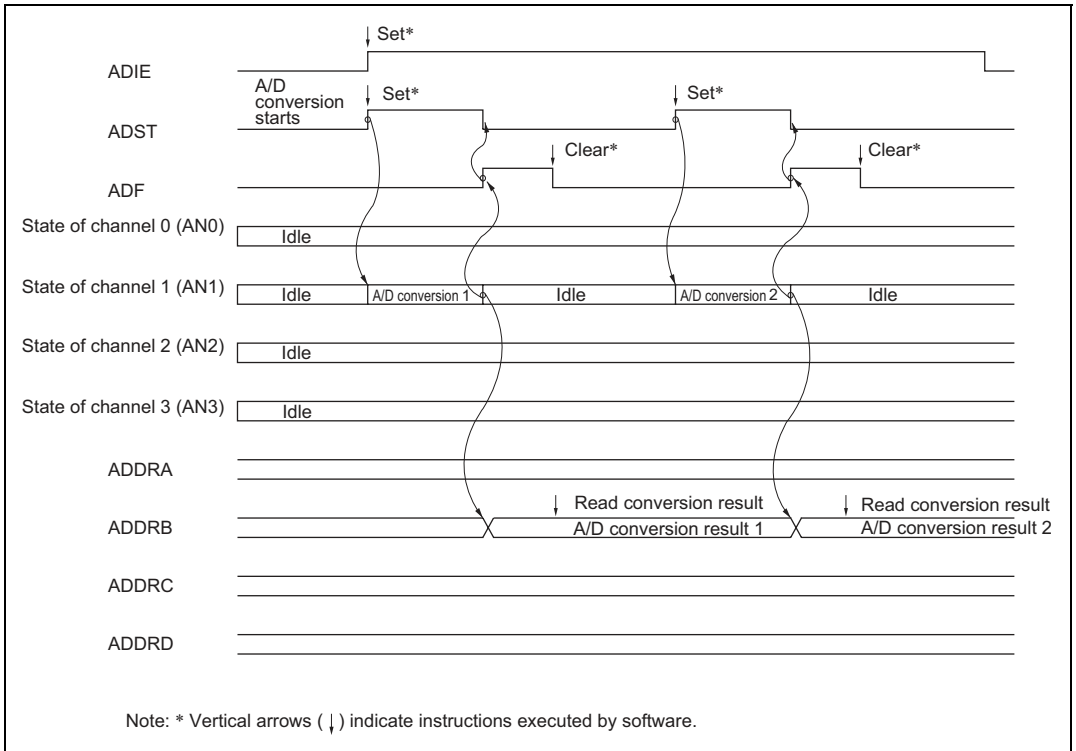 Set*
ADIE
A/D
conversion
starts
Set*
Set*
ADST
Clear*
Clear*
ADF
State of channel 0 (AN0)
Idle
State of channel 1 (AN1)
Idle
A/D conversion 1
Idle
A/D conversion 2
Idle
State of channel 2 (AN2)
Idle
State of channel 3 (AN3)
Idle
ADDRA
Read conversion result
Read conversion result
ADDRB
A/D conversion result 1
A/D conversion result 2
ADDRC
ADDRD
Note: * Vertical arrows (↓) indicate instructions executed by software.